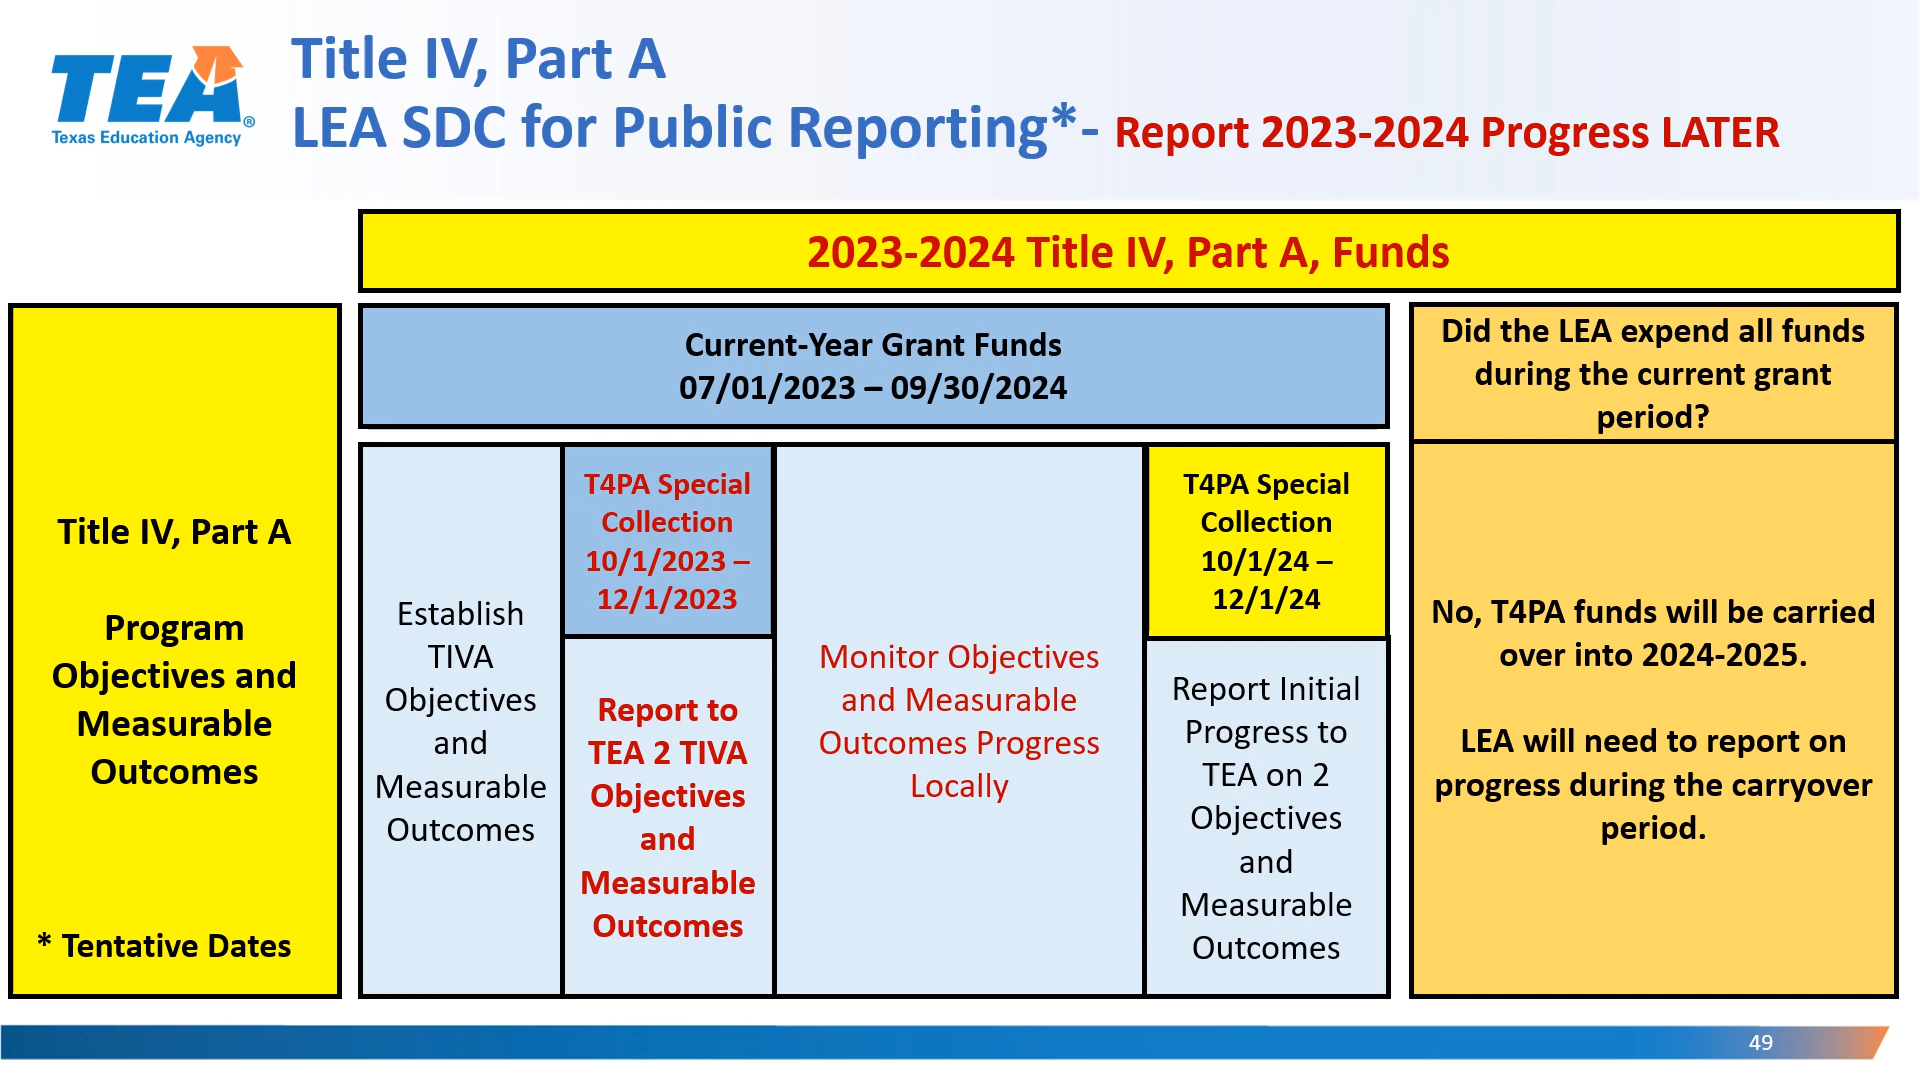 TEA®
Texas Education Agency
Title IV, Part A
LEA SDC for Public Reporting*- Report 2023-2024 Progress LATER
2023-2024 Title IV, Part A, Funds
Title IV, Part A
Program
Objectives and
Measurable
Outcomes
* Tentative Dates
Current-Year Grant Funds
07/01/2023 – 09/30/2024
Establish
TIVA
Objectives
and
Measurable
Outcomes
T4PA Special
Collection
10/1/2023 –
12/1/2023
Report to
TEA 2 TIVA
Objectives
and
Measurable
Outcomes
Monitor Objectives
and Measurable
Outcomes Progress
Locally
T4PA Special
Collection
10/1/24 –
12/1/24
Report Initial
Progress to
TEA on 2
Objectives
and
Measurable
Outcomes
Did the LEA expend all funds
during the current grant
period?
No, T4PA funds will be carried
over into 2024-2025.
LEA will need to report on
progress during the carryover
period.
49